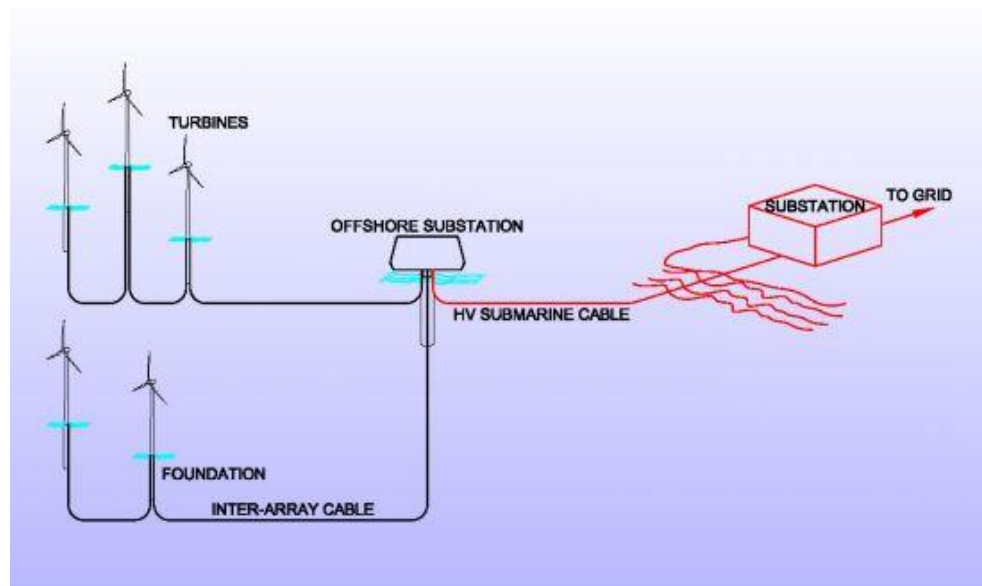 TURBINES
OFFSHORE SUBSTATION
SUBSTATION
TO GRID
HV SUBMARINE CABLE
FOUNDATION
INTER-ARRAY CABLE